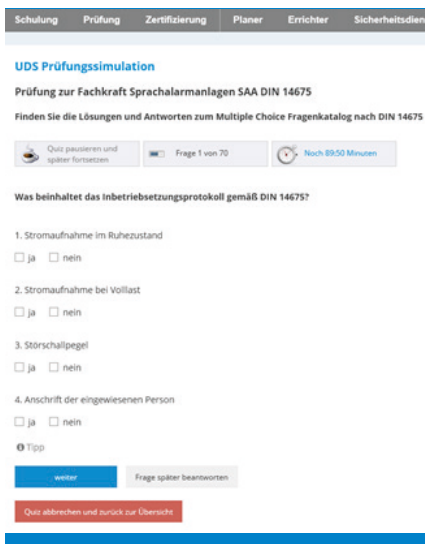 Schulung Prüfung Zertifizierung Planer Errichter Sicherheitsdien
UDS Prüfungssimulation
Prüfung zur Fachkraft Sprachalarmanlagen SAA DIN 14675
Finden Sie die Lösungen und Antworten zum Multiple Choice Fragenkatalog nach DIN 14675
Quiz pausieren und
später fortsetzen
Frage 1 von 70
Noch 89:50 Minuten
Was beinhaltet das Inbetriebsetzungsprotokoll gemäß DIN 14675?
1. Stromaufnahme im Ruhezustand
ja nein
2. Stromaufnahme bei Volllast
ja nein
3. Störschallpegel
ja nein
4. Anschrift der eingewiesenen Person
ja nein
Tipp
weiter Frage später beantworten
Quiz abbrechen und zurück zur Übersicht